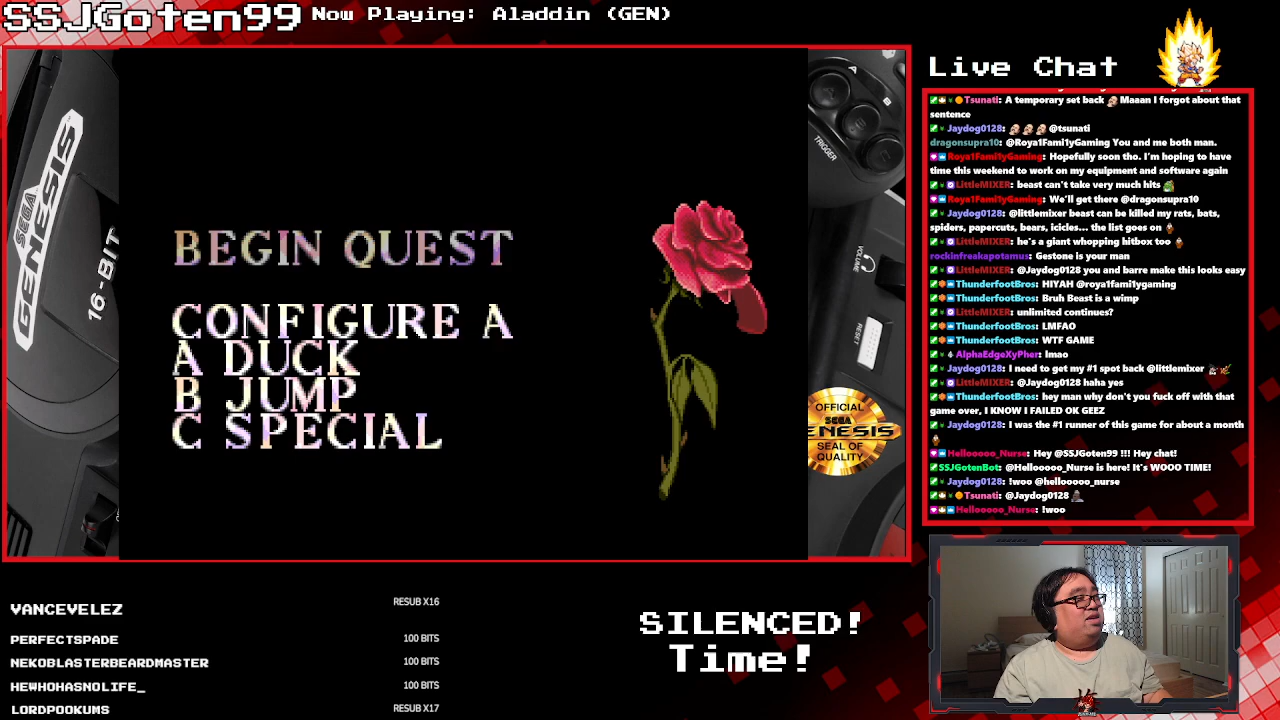 SSJGoten99
Now Playing: Aladdin (GEN)
SEGA
GENESIS
16-BIT
BEGIN QUEST
CONFIGURE A
A DUCK
B JUMP
C SPECIAL
A
B
TRIGGER
VOLUME
RESET
OFFICIAL
SEGA
GENESIS
SEAL OF
QUALITY
Live Chat
Tsunati: A temporary set back Maaan I forgot about that
sentence
Jaydog0128: @tsunati
dragonsupra10: @Roya1Fami1yGaming You and me both man.
Roya1Fami1yGaming: Hopefully soon tho. I'm hoping to have
time this weekend to work on my equipment and software again
LittleMIXER: beast can't take very much hits
Roya1Fami1yGaming: We'll get there @dragonsupra10
Jaydog0128: @littlemixer beast can be killed my rats, bats,
spiders, papercuts, bears, icicles... the list goes on
LittleMIXER: he's a giant whopping hitbox too
rockinfreakapotamus: Gestone is your man
LittleMIXER: @Jaydog0128 you and barre make this looks easy
ThunderfootBros: HIYAH @roya1fami1ygaming
ThunderfootBros: Bruh Beast is a wimp
LittleMIXER: unlimited continues?
ThunderfootBros: LMFAO
ThunderfootBros: WTF GAME
AlphaEdgeXyPher: lmao
Jaydog0128: I need to get my #1 spot back @littlemixer
LittleMIXER: @Jaydog0128 haha yes
ThunderfootBros: hey man why don't you fuck off with that
game over, I KNOW I FAILED OK GEEZ
Jaydog0128: I was the #1 runner of this game for about a month
Hellooooo_Nurse: Hey @SSJGoten99 !!! Hey chat!
SSJGotenBot: @Hellooooo_Nurse is here! It's WOOO TIME!
Jaydog0128: !woo @hellooooo_nurse
Tsunati: @Jaydog0128
Hellooooo_Nurse: !woo
VANCEVELEZ RESUB X16
PERFECTSPADE 100 BITS
NEKOBLASTERBEARDMASTER 100 BITS
HEWHOHASNOLIFE_ 100 BITS
LORDPOOKUMS RESUB X17
SILENCED!
Time!